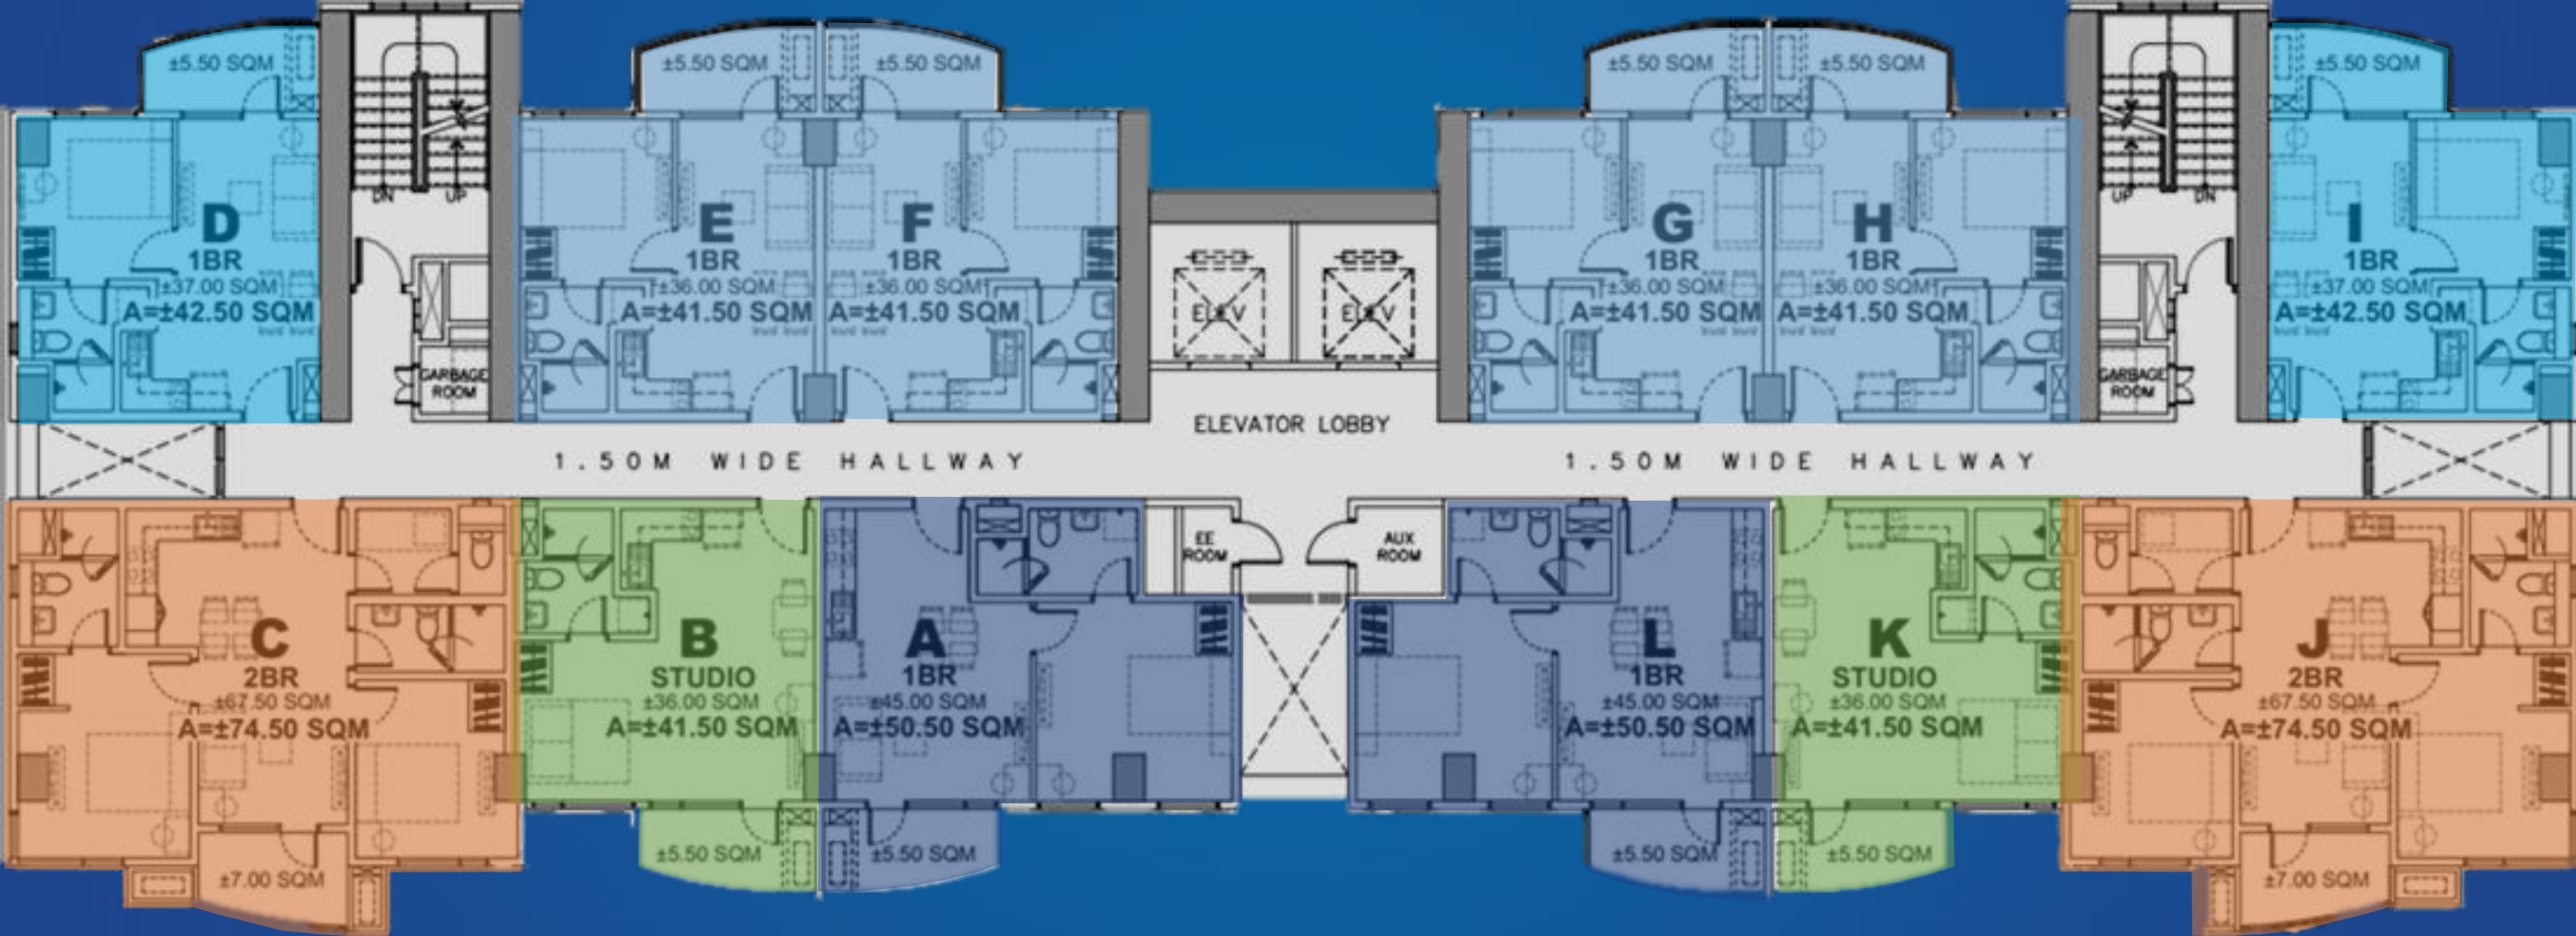 ±5.50 SQM
±5.50 SQM
±5.50 SQM
±5.50 SQM
±5.50 SQM
±5.50 SQM
DN
UP
UP
DN
D
1BR
±37.00 SQM
A=±42.50 SQM
E
1BR
±36.00 SQM
A=±41.50 SQM
F
1BR
±36.00 SQM
A=±41.50 SQM
G
1BR
±36.00 SQM
A=±41.50 SQM
H
1BR
±36.00 SQM
A=±41.50 SQM
I
1BR
±37.00 SQM
A=±42.50 SQM
ELEV
ELEV
GARBAGE
ROOM
GARBAGE
ROOM
ELEVATOR LOBBY
1.50M WIDE HALLWAY
1.50M WIDE HALLWAY
EE
ROOM
AUX
ROOM
C
2BR
±67.50 SQM
A=±74.50 SQM
B
STUDIO
±36.00 SQM
A=±41.50 SQM
A
1BR
±45.00 SQM
A=±50.50 SQM
L
1BR
±45.00 SQM
A=±50.50 SQM
K
STUDIO
±36.00 SQM
A=±41.50 SQM
J
2BR
±67.50 SQM
A=±74.50 SQM
±7.00 SQM
±5.50 SQM
±5.50 SQM
±5.50 SQM
±5.50 SQM
±7.00 SQM